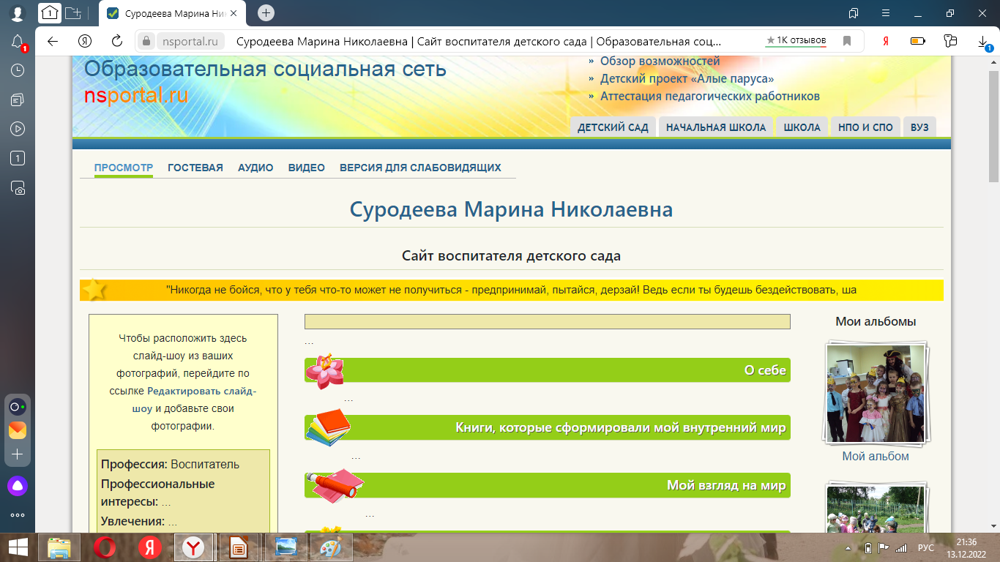 Суродеева Марина Ни
1
nsportal.ru
Суродеева Марина Николаевна | Сайт воспитателя детского сада | Образовательная соц...
★ 1K отзывов
Я
1
1
Образовательная социальная сеть
nsportal.ru
» Обзор возможностей
» Детский проект «Алые паруса»
» Аттестация педагогических работников
ДЕТСКИЙ САД НАЧАЛЬНАЯ ШКОЛА ШКОЛА НПО И СПО ВУЗ
ПРОСМОТР ГОСТЕВАЯ АУДИО ВИДЕО ВЕРСИЯ ДЛЯ СЛАБОВИДЯЩИХ
Суродеева Марина Николаевна
Сайт воспитателя детского сада
"Никогда не бойся, что у тебя что-то может не получиться - предпринимай, пытайся, дерзай! Ведь если ты будешь бездействовать, ша
Чтобы расположить здесь
слайд-шоу из ваших
фотографий, перейдите по
ссылке Редактировать слайд-
шоу и добавьте свои
фотографии.
Профессия: Воспитатель
Профессиональные
интересы: ...
Увлечения: ...
...
О себе
...
Книги, которые сформировали мой внутренний мир
...
Мой взгляд на мир
...
Мои альбомы
Мой альбом
РУС
21:36
13.12.2022